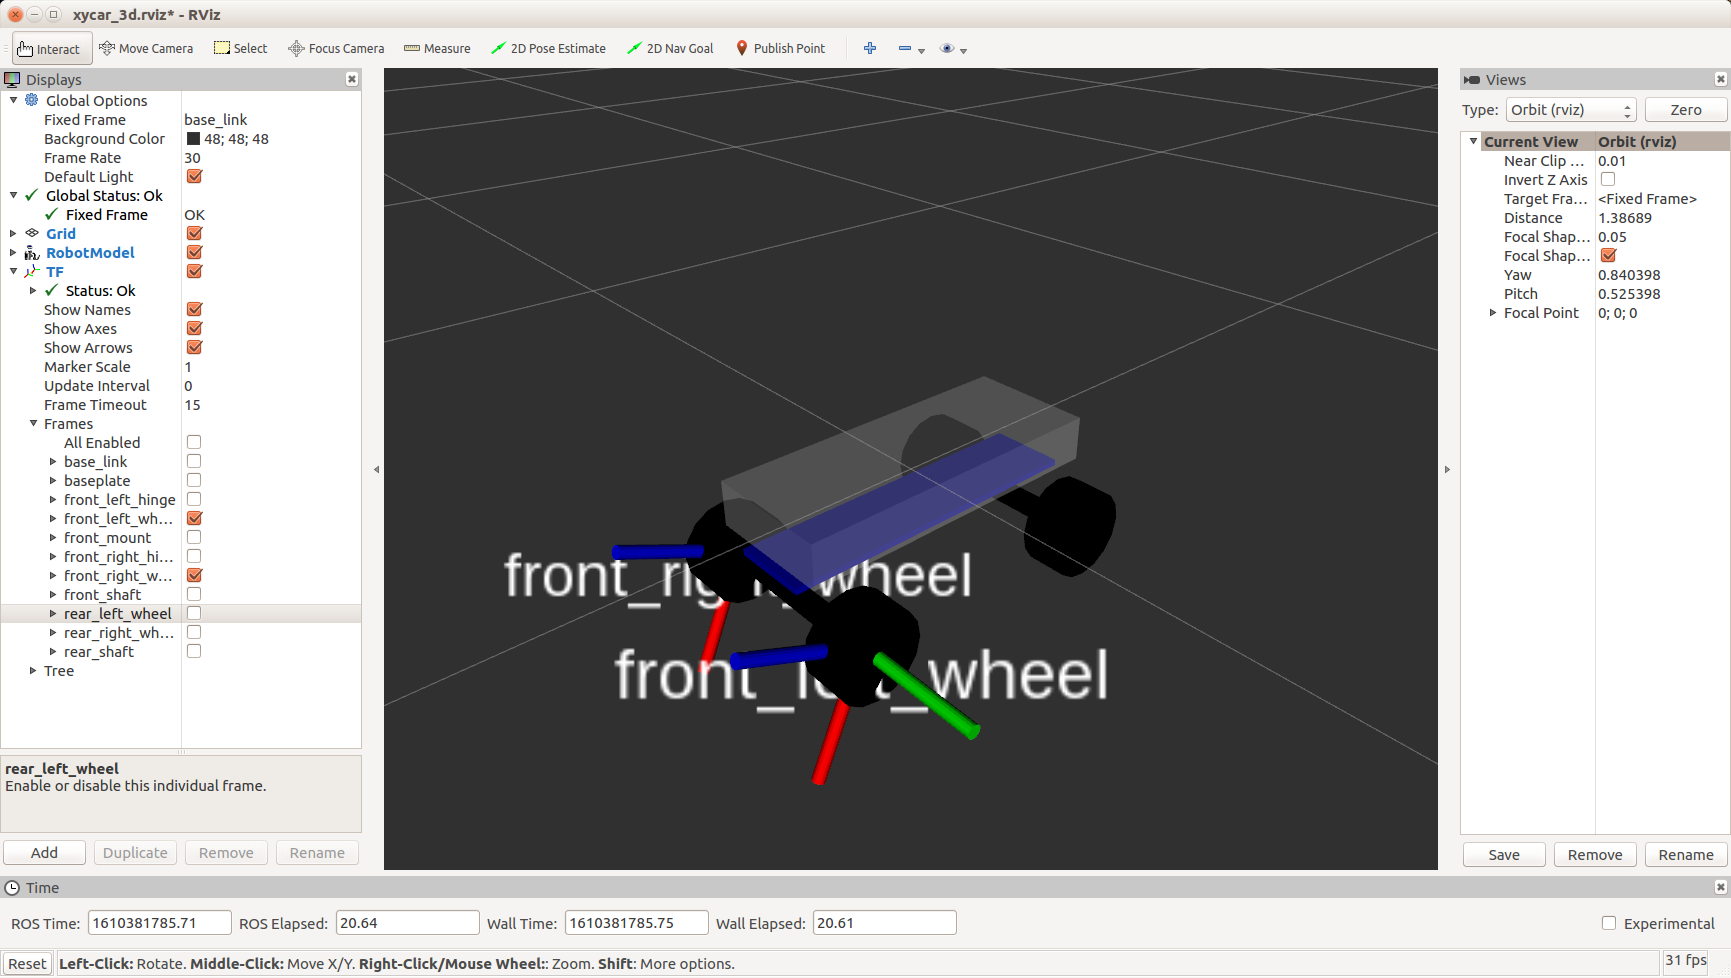 xycar_3d.rviz* - RViz
Interact Move Camera Select Focus Camera Measure 2D Pose Estimate 2D Nav Goal Publish Point
Displays
Global Options
Fixed Frame base_link
Background Color 48; 48; 48
Frame Rate 30
Default Light
Global Status: Ok
Fixed Frame OK
Grid
RobotModel
TF
Status: Ok
Show Names
Show Axes
Show Arrows
Marker Scale 1
Update Interval 0
Frame Timeout 15
Frames
All Enabled
base_link
baseplate
front_left_hinge
front_left_wh...
front_mount
front_right_hi...
front_right_w...
front_shaft
rear_left_wheel
rear_right_wh...
rear_shaft
Tree
rear_left_wheel
Enable or disable this individual frame.
Add Duplicate Remove Rename
front_right_wheel
front_left_wheel
Views
Type: Orbit (rviz) Zero
Current View Orbit (rviz)
Near Clip ... 0.01
Invert Z Axis
Target Fra... <Fixed Frame>
Distance 1.38689
Focal Shap... 0.05
Focal Shap...
Yaw 0.840398
Pitch 0.525398
Focal Point 0; 0; 0
Save Remove Rename
Time
ROS Time: 1610381785.71 ROS Elapsed: 20.64 Wall Time: 1610381785.75 Wall Elapsed: 20.61 Experimental
Reset Left-Click: Rotate. Middle-Click: Move X/Y. Right-Click/Mouse Wheel:: Zoom. Shift: More options. 31 fps